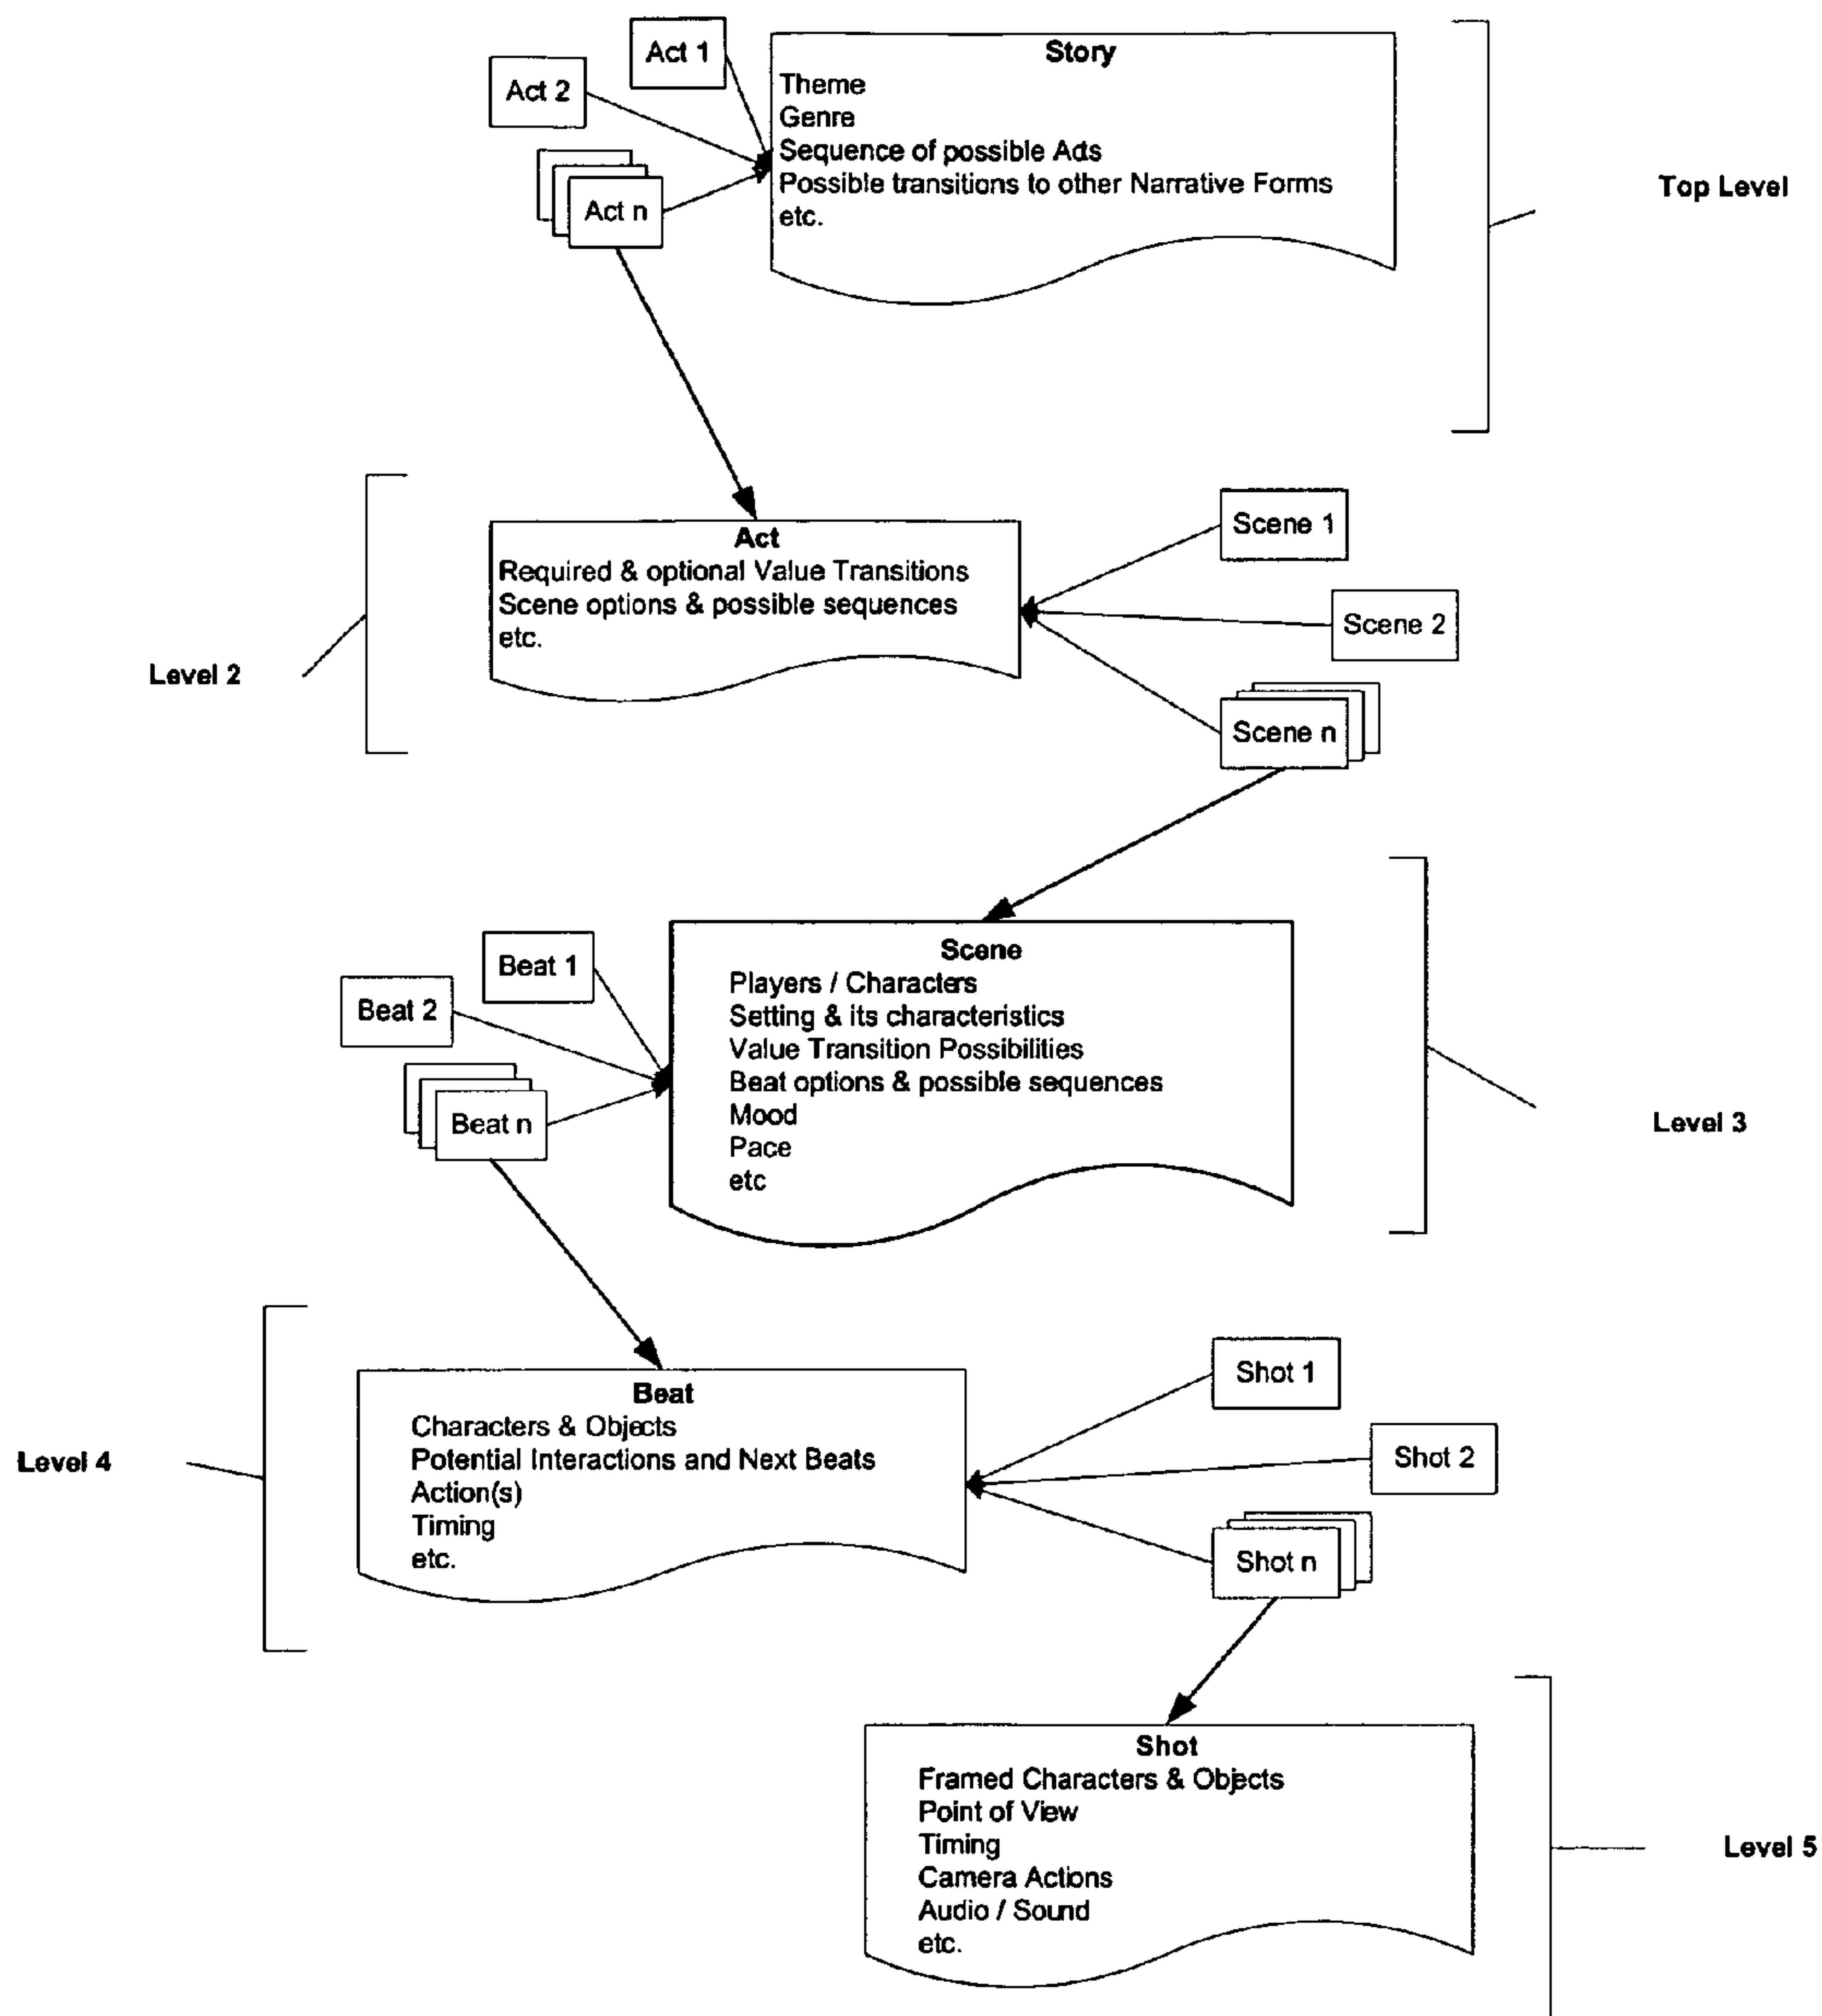 Act 1
Act 2
Act n
Story
Theme
Genre
Sequence of possible Acts
Possible transitions to other Narrative Forms
etc.
Top Level
Act
Required & optional Value Transitions
Scene options & possible sequences
etc.
Scene 1
Scene 2
Scene n
Level 2
Beat 1
Beat 2
Beat n
Scene
Players / Characters
Setting & its characteristics
Value Transition Possibilities
Beat options & possible sequences
Mood
Pace
etc
Level 3
Beat
Characters & Objects
Potential Interactions and Next Beats
Action(s)
Timing
etc.
Level 4
Shot 1
Shot 2
Shot n
Shot
Framed Characters & Objects
Point of View
Timing
Camera Actions
Audio / Sound
etc.
Level 5